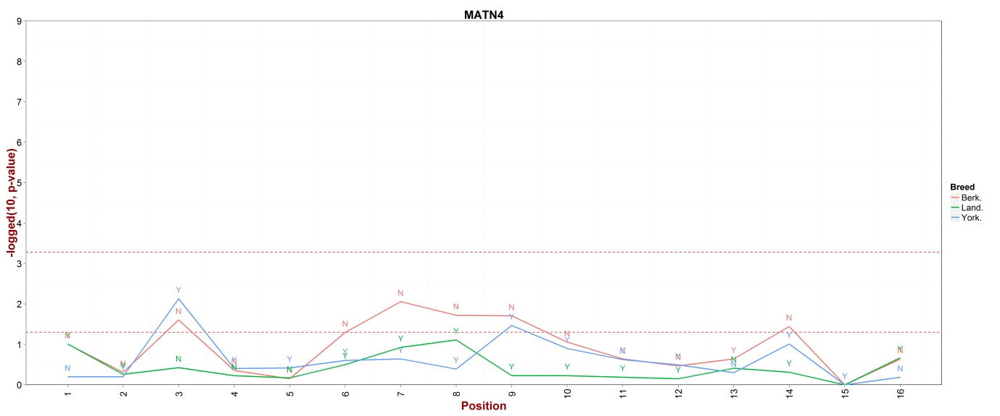 MATN4
-logged(10, p-value)
9
8
7
6
5
4
3
2
1
0
Y
N
N
N
Y
Y
Y
N
N
Y
N
N
Y
N
N
Y
Y
N
Y
Y
N
Y
Y
N
Y
Y
N
Y
Y
N
Y
Y
N
Y
Y
N
Y
N
N
Y
Y
Y
Y
N
N
1 2 3 4 5 6 7 8 9 10 11 12 13 14 15 16
Position
Breed
Berk.
Land.
York.